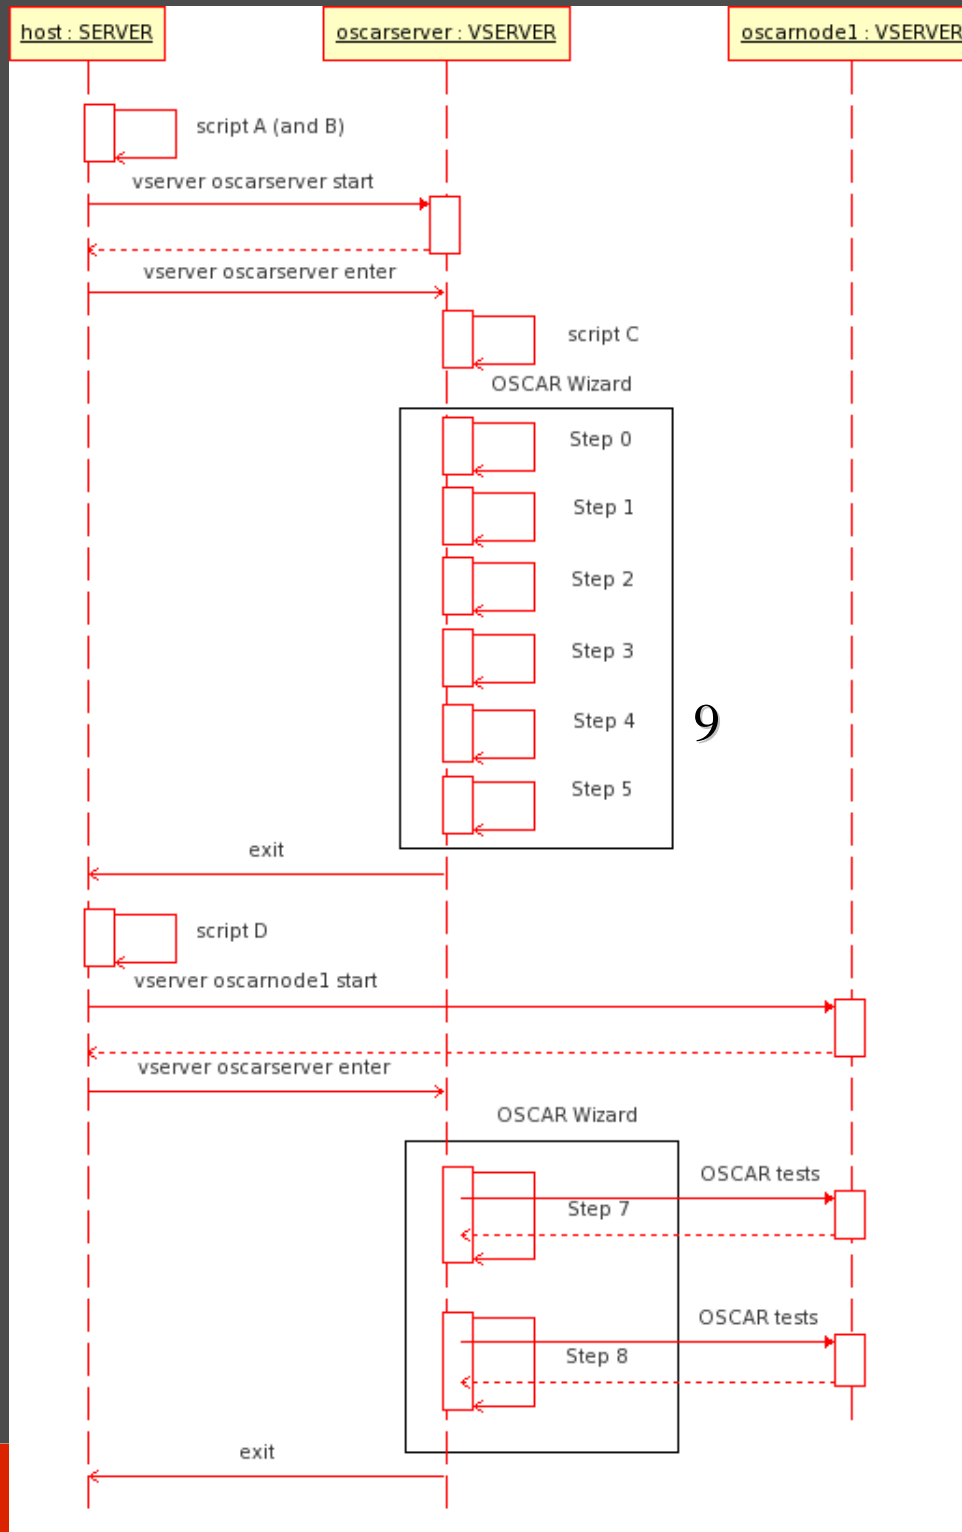 host : SERVER
oscarserver : VSERVER
oscarnode1 : VSERVER
script A (and B)
vserver oscarserver start
vserver oscarserver enter
script C
OSCAR Wizard
Step 0
Step 1
Step 2
Step 3
Step 4
9
Step 5
exit
script D
vserver oscarnode1 start
vserver oscarserver enter
OSCAR Wizard
OSCAR tests
Step 7
OSCAR tests
Step 8
exit